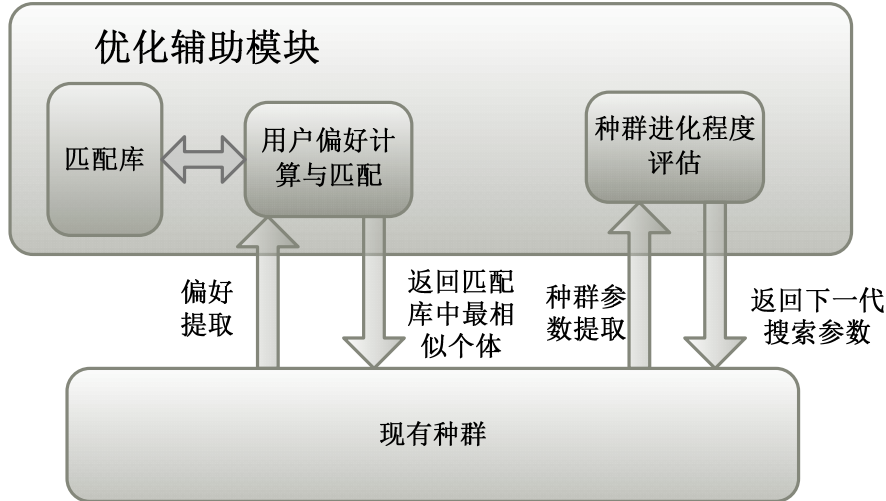 优化辅助模块
匹配库
用户偏好计
算与匹配
种群进化程度
评估
偏好
提取
返回匹配
库中最相
似个体
种群参
数提取
返回下一代
搜索参数
现有种群